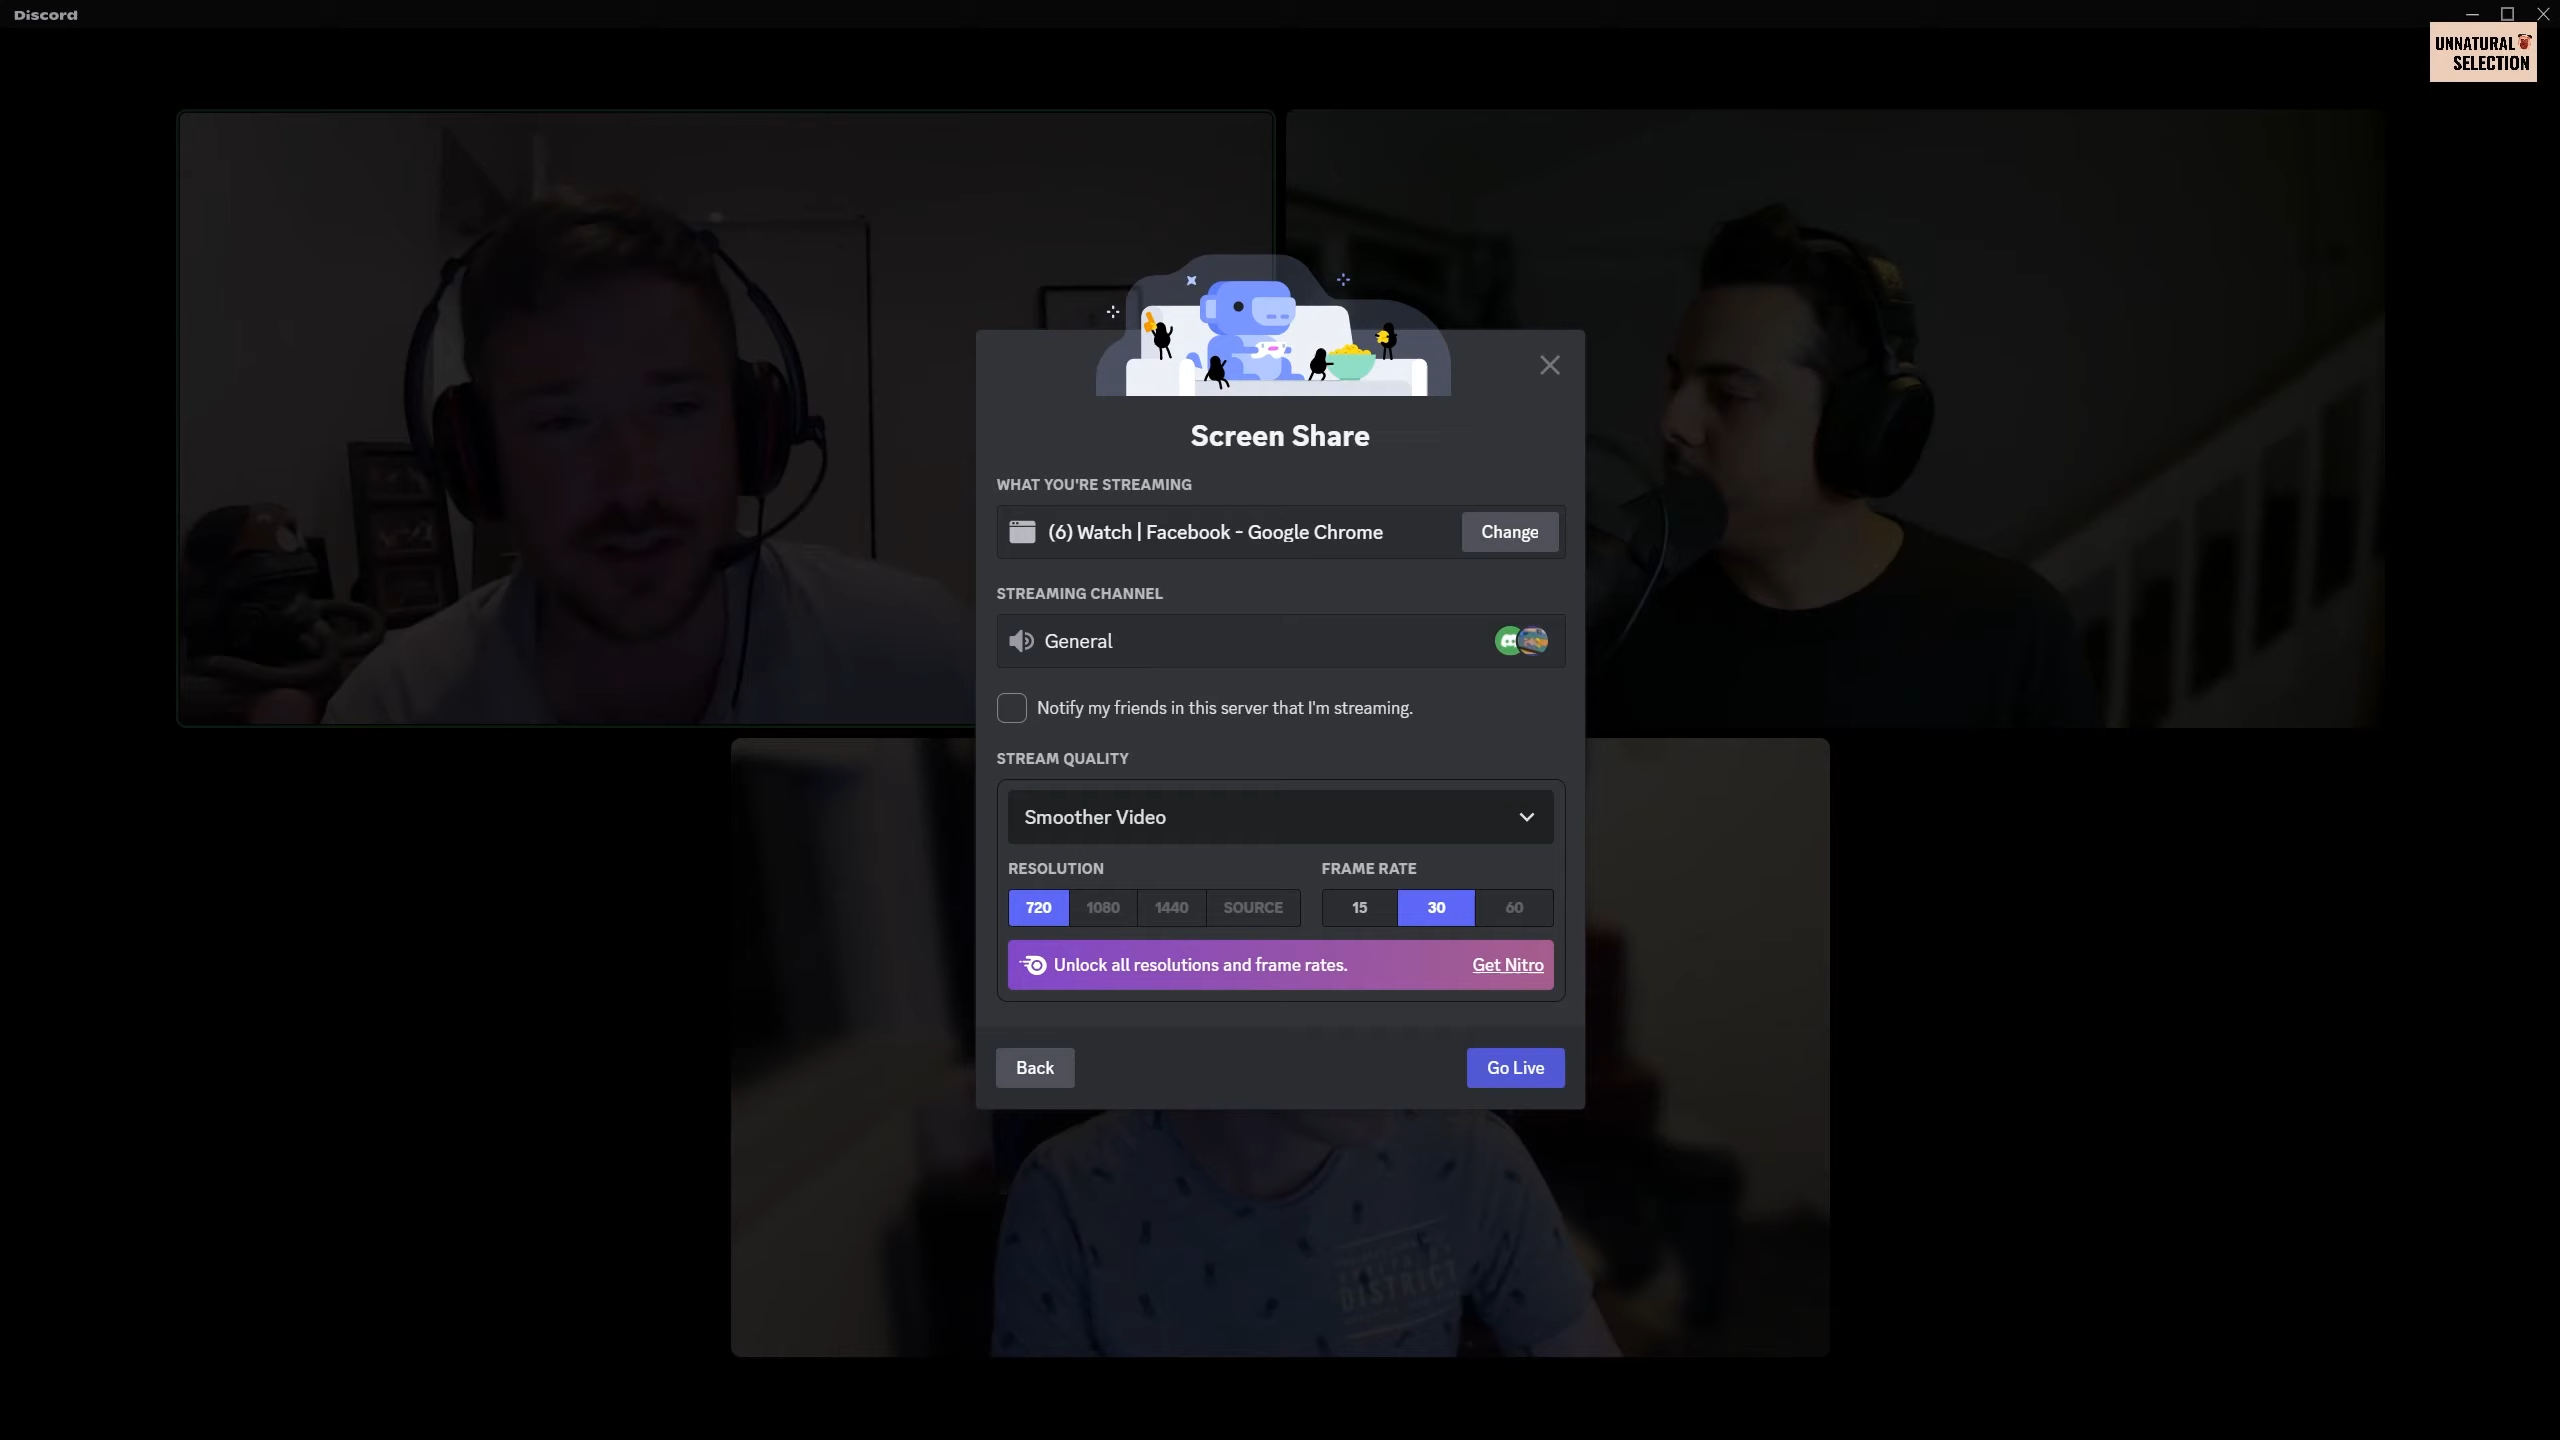 Discord
UNNATURAL
SELECTION
Screen Share
WHAT YOU'RE STREAMING
(6) Watch | Facebook - Google Chrome
Change
STREAMING CHANNEL
General
Notify my friends in this server that I'm streaming.
STREAM QUALITY
Smoother Video
RESOLUTION
FRAME RATE
720 1080 1440 SOURCE
15 30 60
Unlock all resolutions and frame rates.
Get Nitro
Back
Go Live
DISTRICT